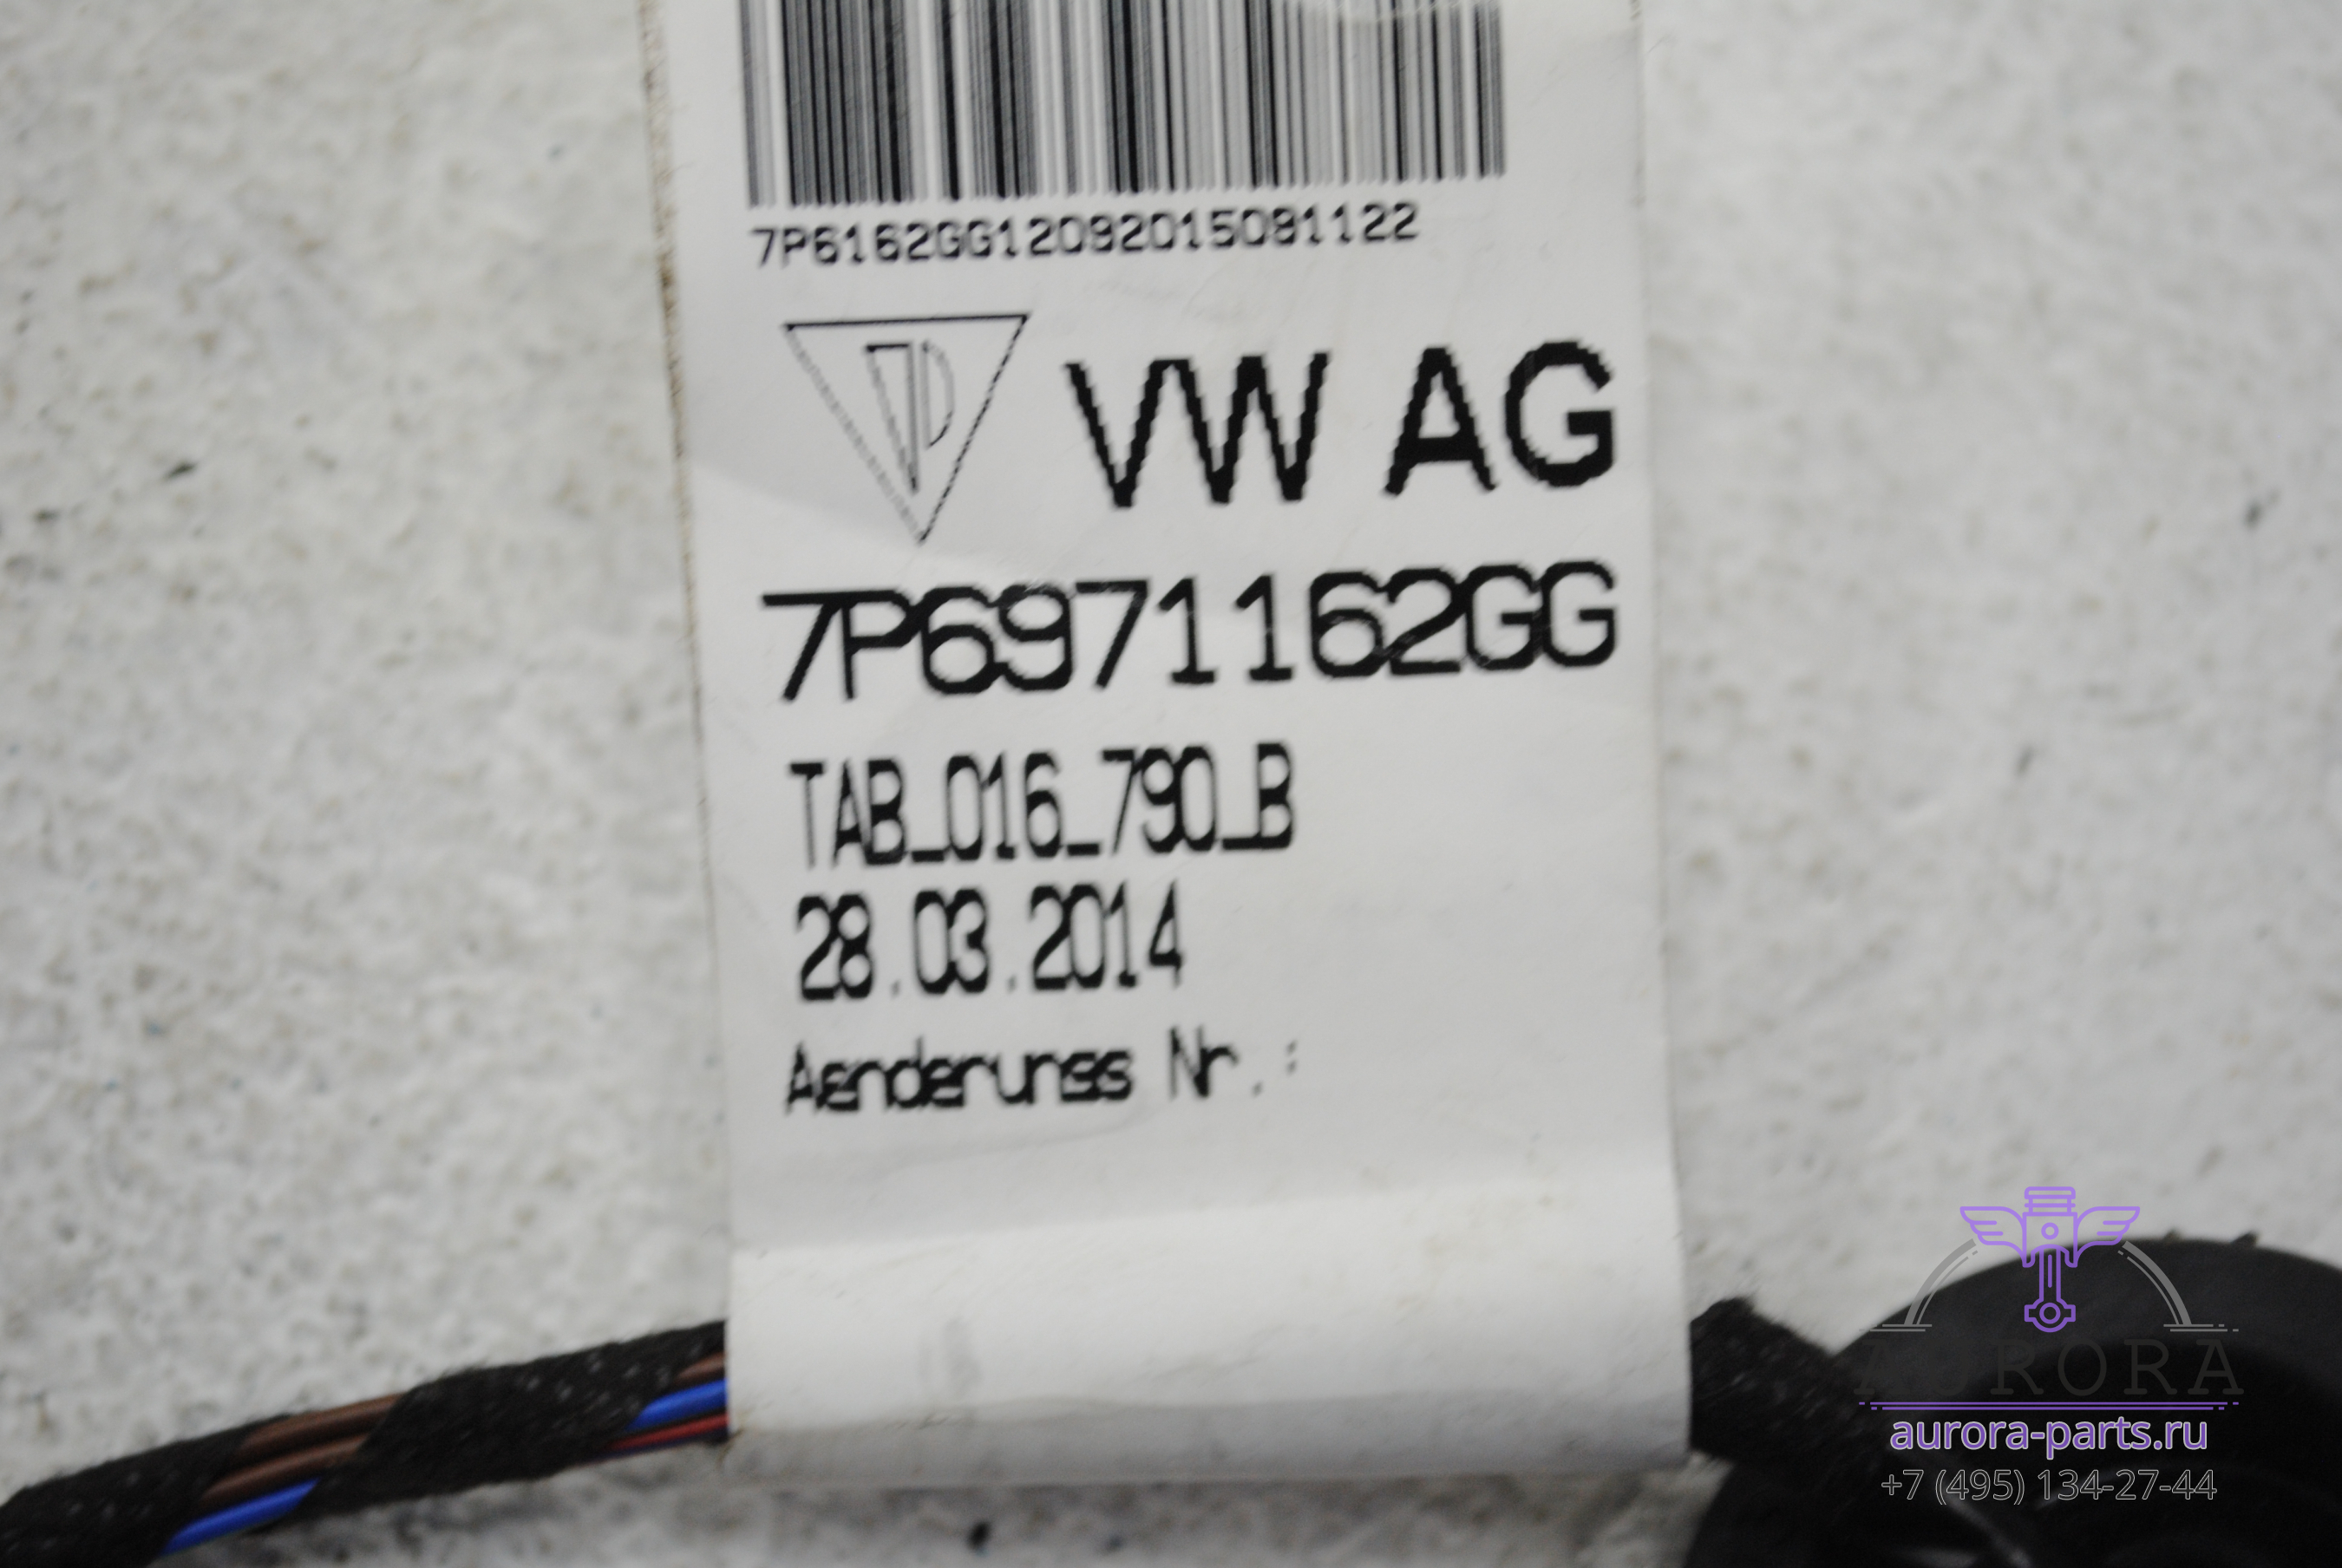 7P6162GG12092015081122
VW AG
7P6971162GG
TAB_016_790_B
28.03.2014
Aenderungs Nr.:
AURORA
aurora-parts.ru
+7 (495) 134-27-44